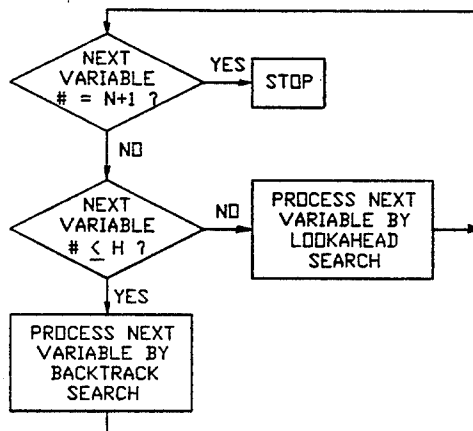 NEXT
VARIABLE
# = N+1 ?
YES
STOP
NO
NEXT
VARIABLE
# ≤ H ?
NO
PROCESS NEXT
VARIABLE BY
LOOKAHEAD
SEARCH
YES
PROCESS NEXT
VARIABLE BY
BACKTRACK
SEARCH